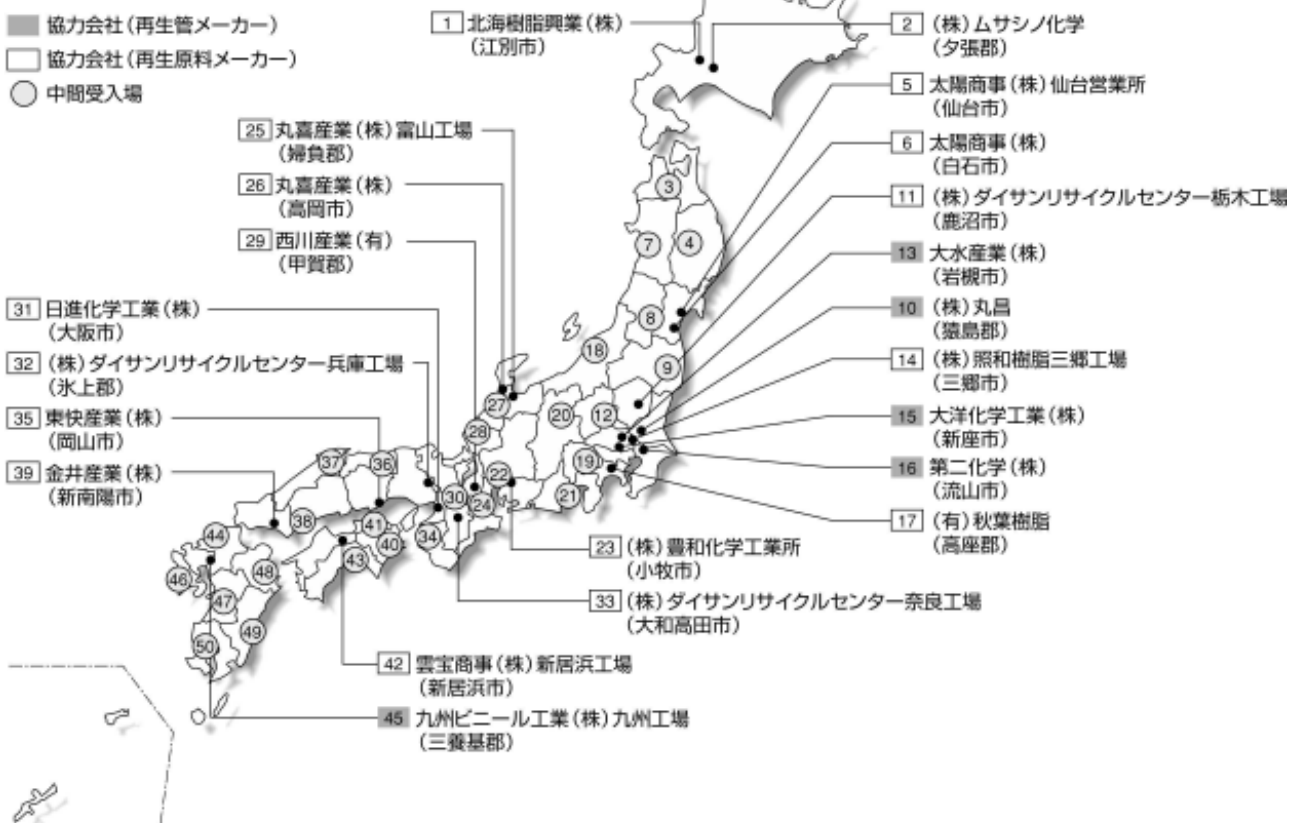 協力会社(再生管メーカー)
協力会社(再生原料メーカー)
中間受入場
1 北海樹脂興業(株)
(江別市)
2 (株)ムサシノ化学
(夕張郡)
5 太陽商事(株)仙台営業所
(仙台市)
6 太陽商事(株)
(白石市)
11 (株)ダイサンリサイクルセンター栃木工場
(鹿沼市)
13 大水産業(株)
(岩槻市)
10 (株)丸昌
(猿島郡)
14 (株)照和樹脂三郷工場
(三郷市)
15 大洋化学工業(株)
(新座市)
16 第二化学(株)
(流山市)
17 (有)秋葉樹脂
(高座郡)
25 丸喜産業(株)富山工場
(婦負郡)
26 丸喜産業(株)
(高岡市)
29 西川産業(有)
(甲賀郡)
31 日進化学工業(株)
(大阪市)
32 (株)ダイサンリサイクルセンター兵庫工場
(氷上郡)
35 東快産業(株)
(岡山市)
39 金井産業(株)
(新南陽市)
23 (株)豊和化学工業所
(小牧市)
33 (株)ダイサンリサイクルセンター奈良工場
(大和高田市)
42 雲宝商事(株)新居浜工場
(新居浜市)
45 九州ビニール工業(株)九州工場
(三養基郡)
3
7
4
8
18
9
27
20
12
28
37
36
22
19
30
24
21
38
41
34
40
43
44
46
48
47
49
50